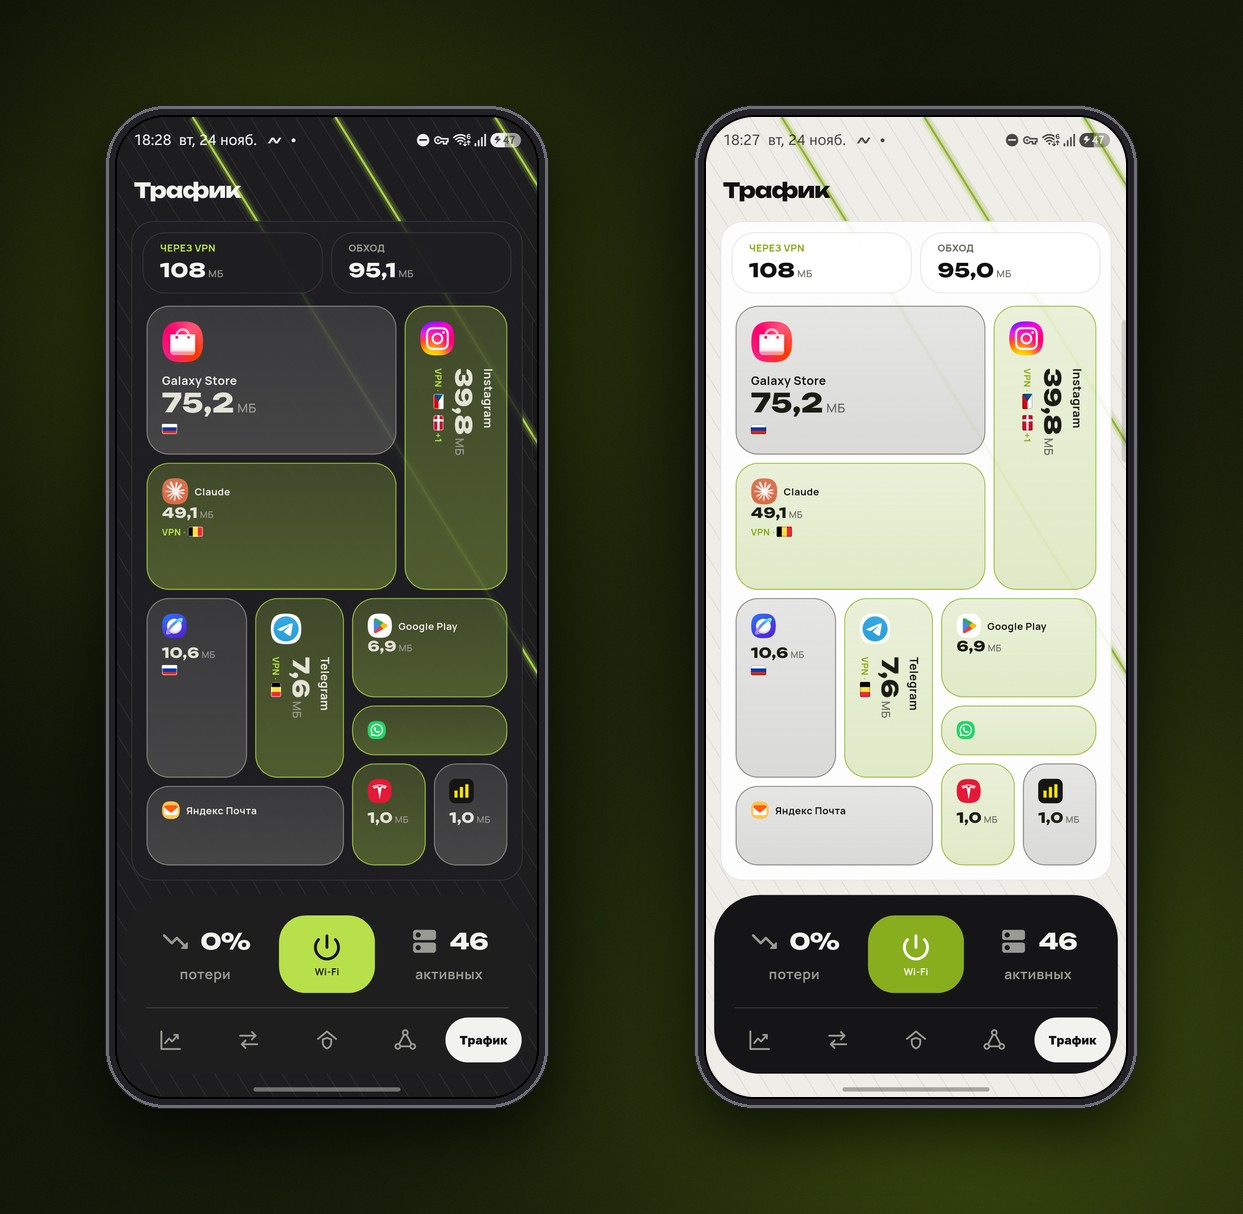 18:28 вт, 24 нояб. 47
Трафик
ЧЕРЕЗ VPN
108 МБ
ОБХОД
95,1 МБ
Galaxy Store
75,2 МБ
Instagram
39,8 МБ
VPN · +1
Claude
49,1 МБ
VPN ·
10,6 МБ
Telegram
7,6 МБ
VPN ·
Google Play
6,9 МБ
Яндекс Почта
1,0 МБ
1,0 МБ
0%
потери
Wi-Fi
46
активных
Трафик
18:27 вт, 24 нояб. 47
Трафик
ЧЕРЕЗ VPN
108 МБ
ОБХОД
95,0 МБ
Galaxy Store
75,2 МБ
Instagram
39,8 МБ
VPN · +1
Claude
49,1 МБ
VPN ·
10,6 МБ
Telegram
7,6 МБ
VPN ·
Google Play
6,9 МБ
Яндекс Почта
1,0 МБ
1,0 МБ
0%
потери
Wi-Fi
46
активных
Трафик